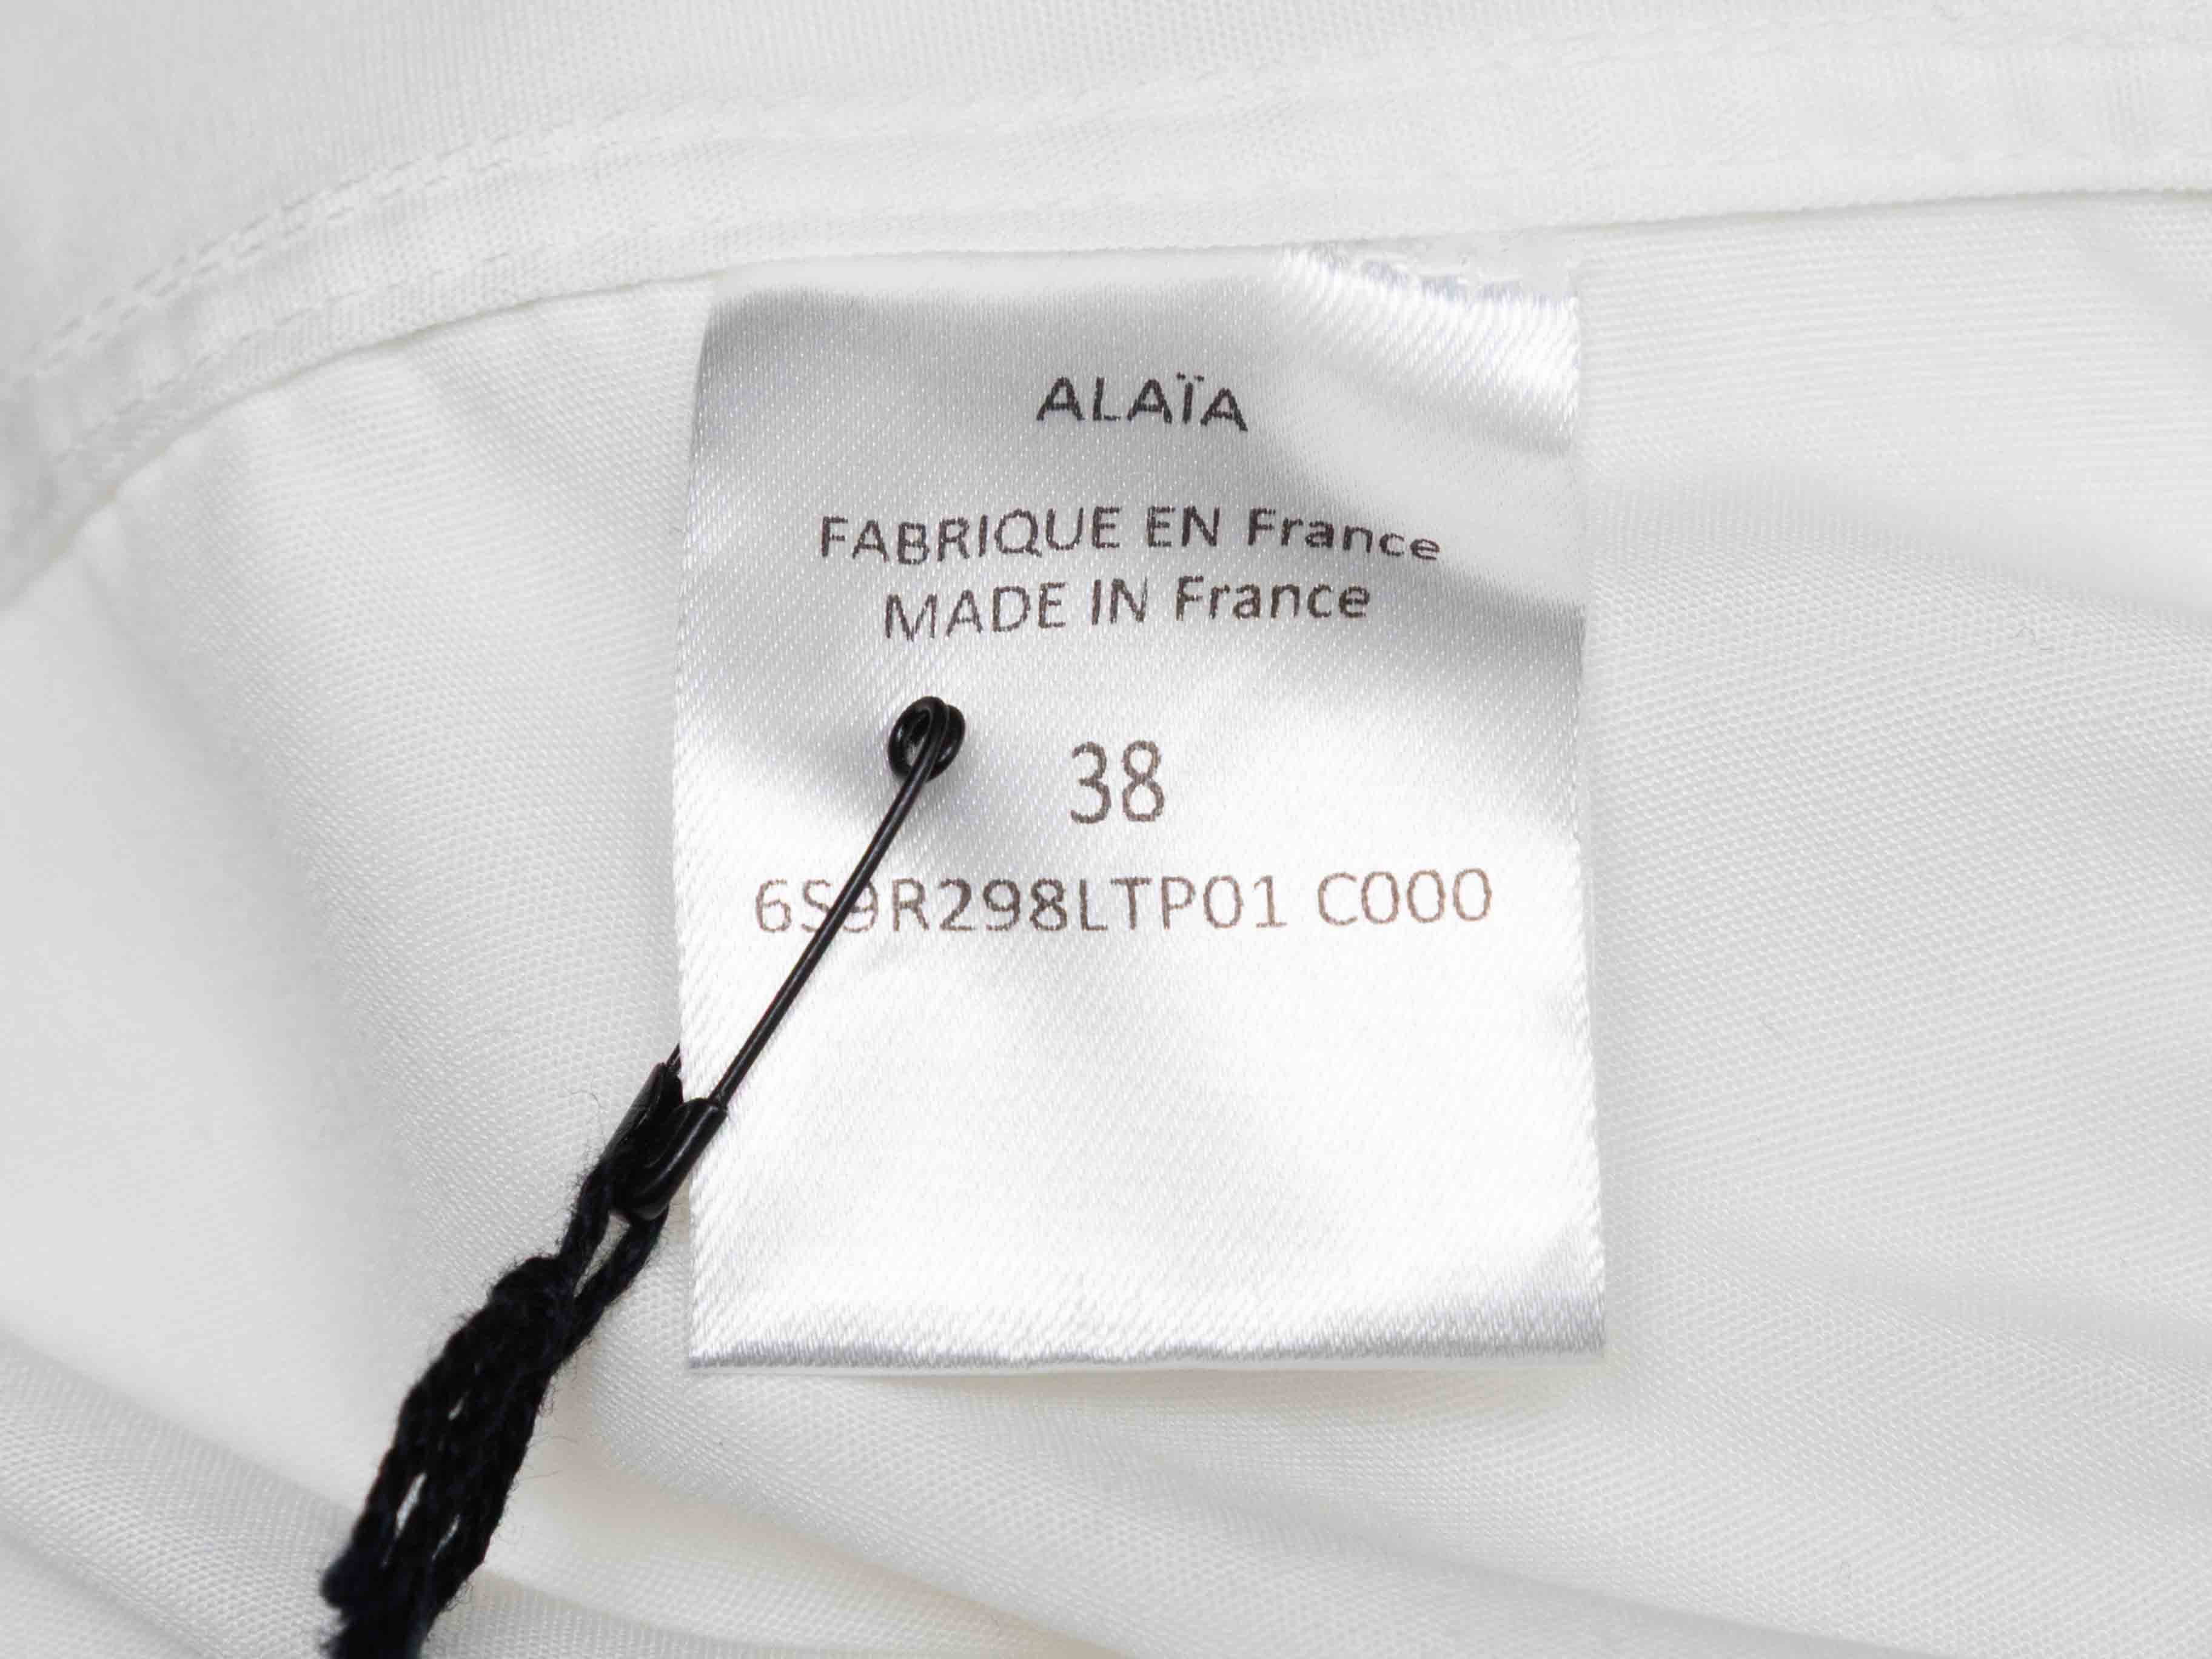 ALAÏA
FABRIQUE EN France
MADE IN France
38
6S9R298LTP01 C000